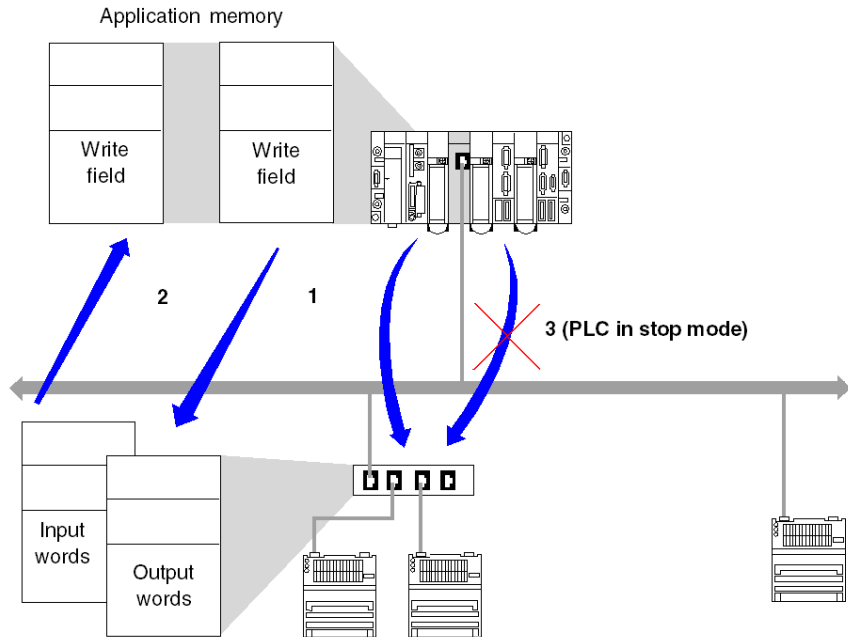 Application memory
Write
field
Write
field
2
1
3 (PLC in stop mode)
Input
words
Output
words